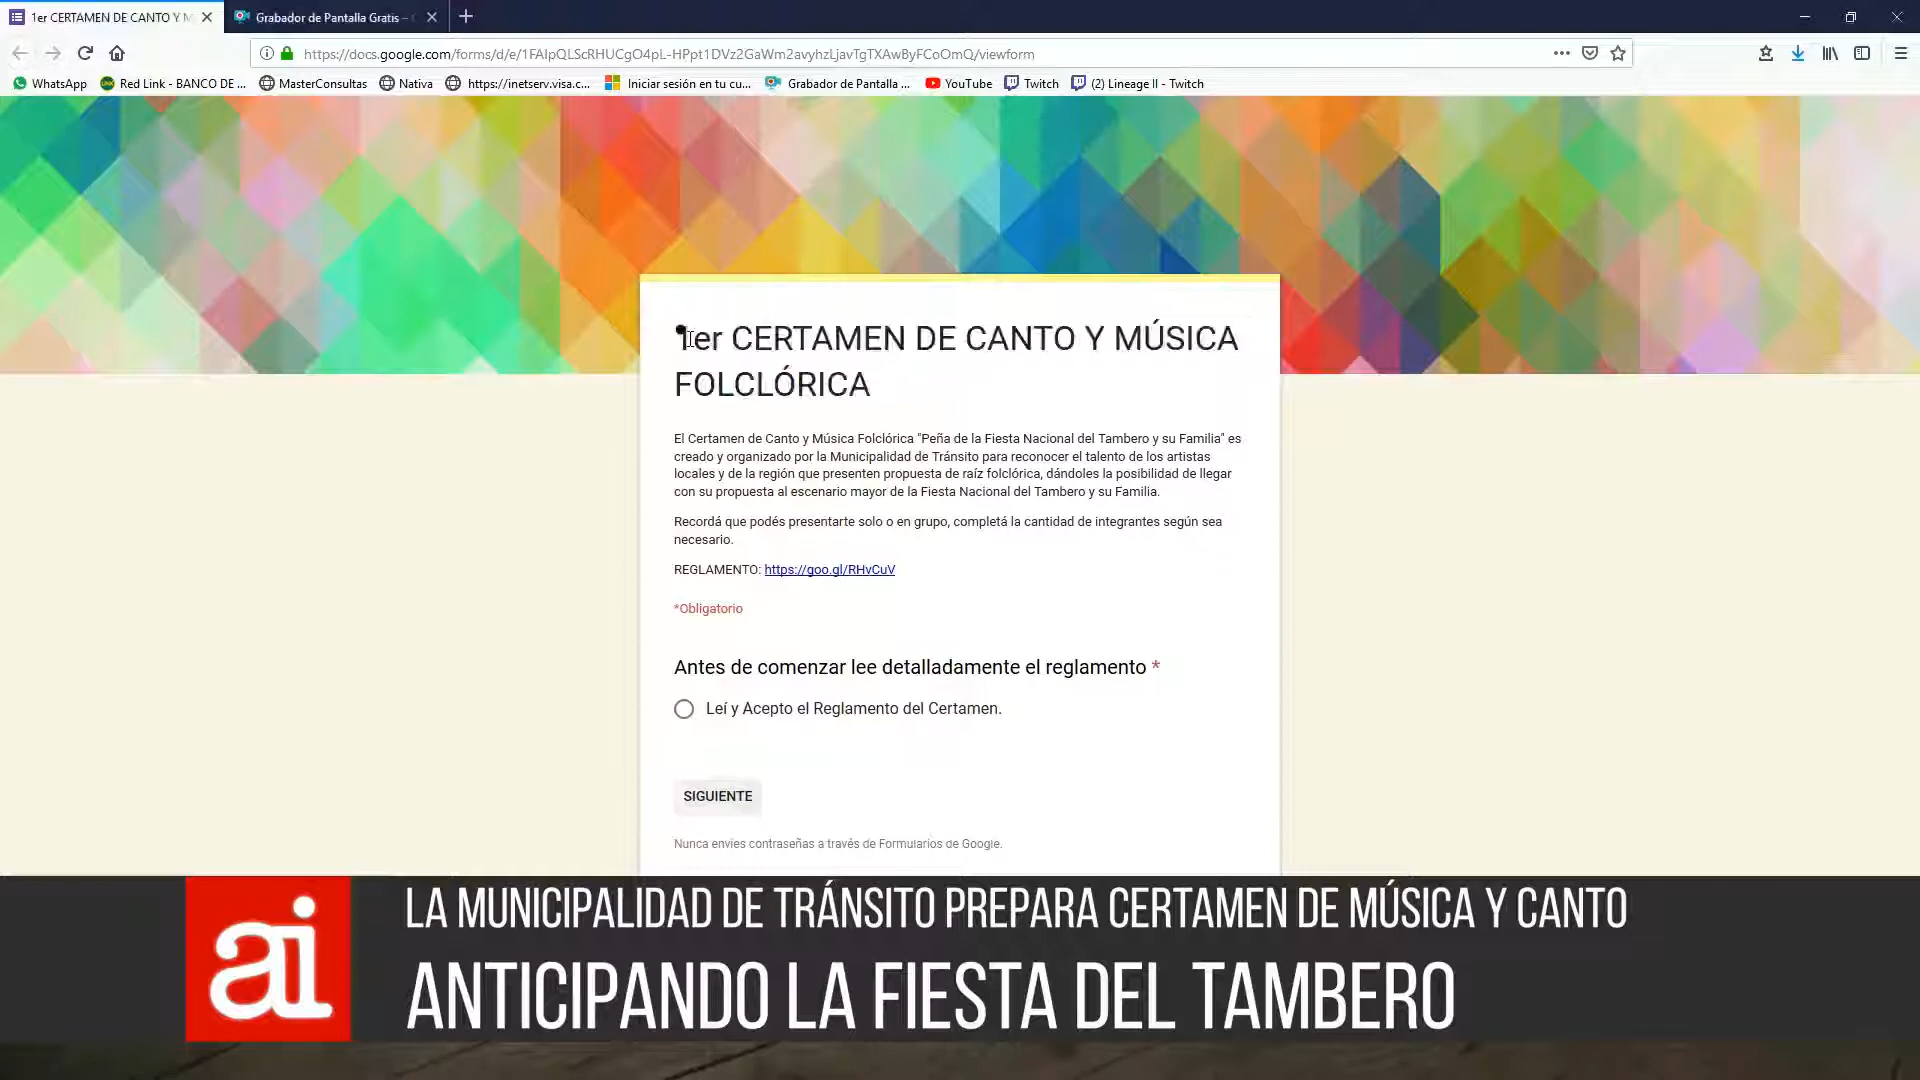 1er CERTAMEN DE CANTO Y M
Grabador de Pantalla Gratis –
https://docs.google.com/forms/d/e/1FAIpQLScRHUCgO4pL-HPpt1DVz2GaWm2avyhzLjavTgTXAwByFCoOmQ/viewform
WhatsApp
Red Link - BANCO DE ...
MasterConsultas
Nativa
https://inetserv.visa.c...
Iniciar sesión en tu cu...
Grabador de Pantalla ...
YouTube
Twitch
(2) Lineage II - Twitch
1er CERTAMEN DE CANTO Y MÚSICA
FOLCLÓRICA
El Certamen de Canto y Música Folclórica "Peña de la Fiesta Nacional del Tambero y su Familia" es
creado y organizado por la Municipalidad de Tránsito para reconocer el talento de los artistas
locales y de la región que presenten propuesta de raíz folclórica, dándoles la posibilidad de llegar
con su propuesta al escenario mayor de la Fiesta Nacional del Tambero y su Familia.
Recordá que podés presentarte solo o en grupo, completá la cantidad de integrantes según sea
necesario.
REGLAMENTO: https://goo.gl/RHvCuV
*Obligatorio
Antes de comenzar lee detalladamente el reglamento *
Leí y Acepto el Reglamento del Certamen.
SIGUIENTE
Nunca envíes contraseñas a través de Formularios de Google.
ai
LA MUNICIPALIDAD DE TRÁNSITO PREPARA CERTAMEN DE MÚSICA Y CANTO
ANTICIPANDO LA FIESTA DEL TAMBERO